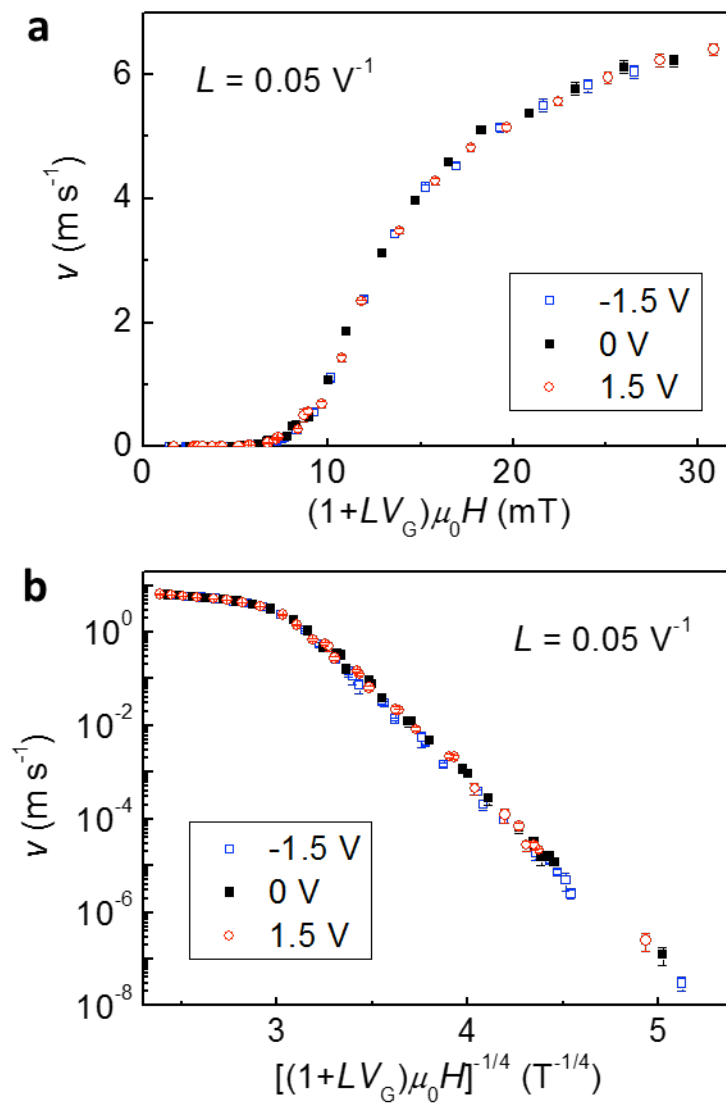 a
L = 0.05 V⁻¹
6
4
2
0
v (m s⁻¹)
-1.5 V
0 V
1.5 V
0 10 20 30
(1+LV_G)μ₀H (mT)
b
L = 0.05 V⁻¹
10⁰
10⁻²
10⁻⁴
10⁻⁶
10⁻⁸
v (m s⁻¹)
-1.5 V
0 V
1.5 V
3 4 5
[(1+LV_G)μ₀H]⁻¹/⁴ (T⁻¹/⁴)